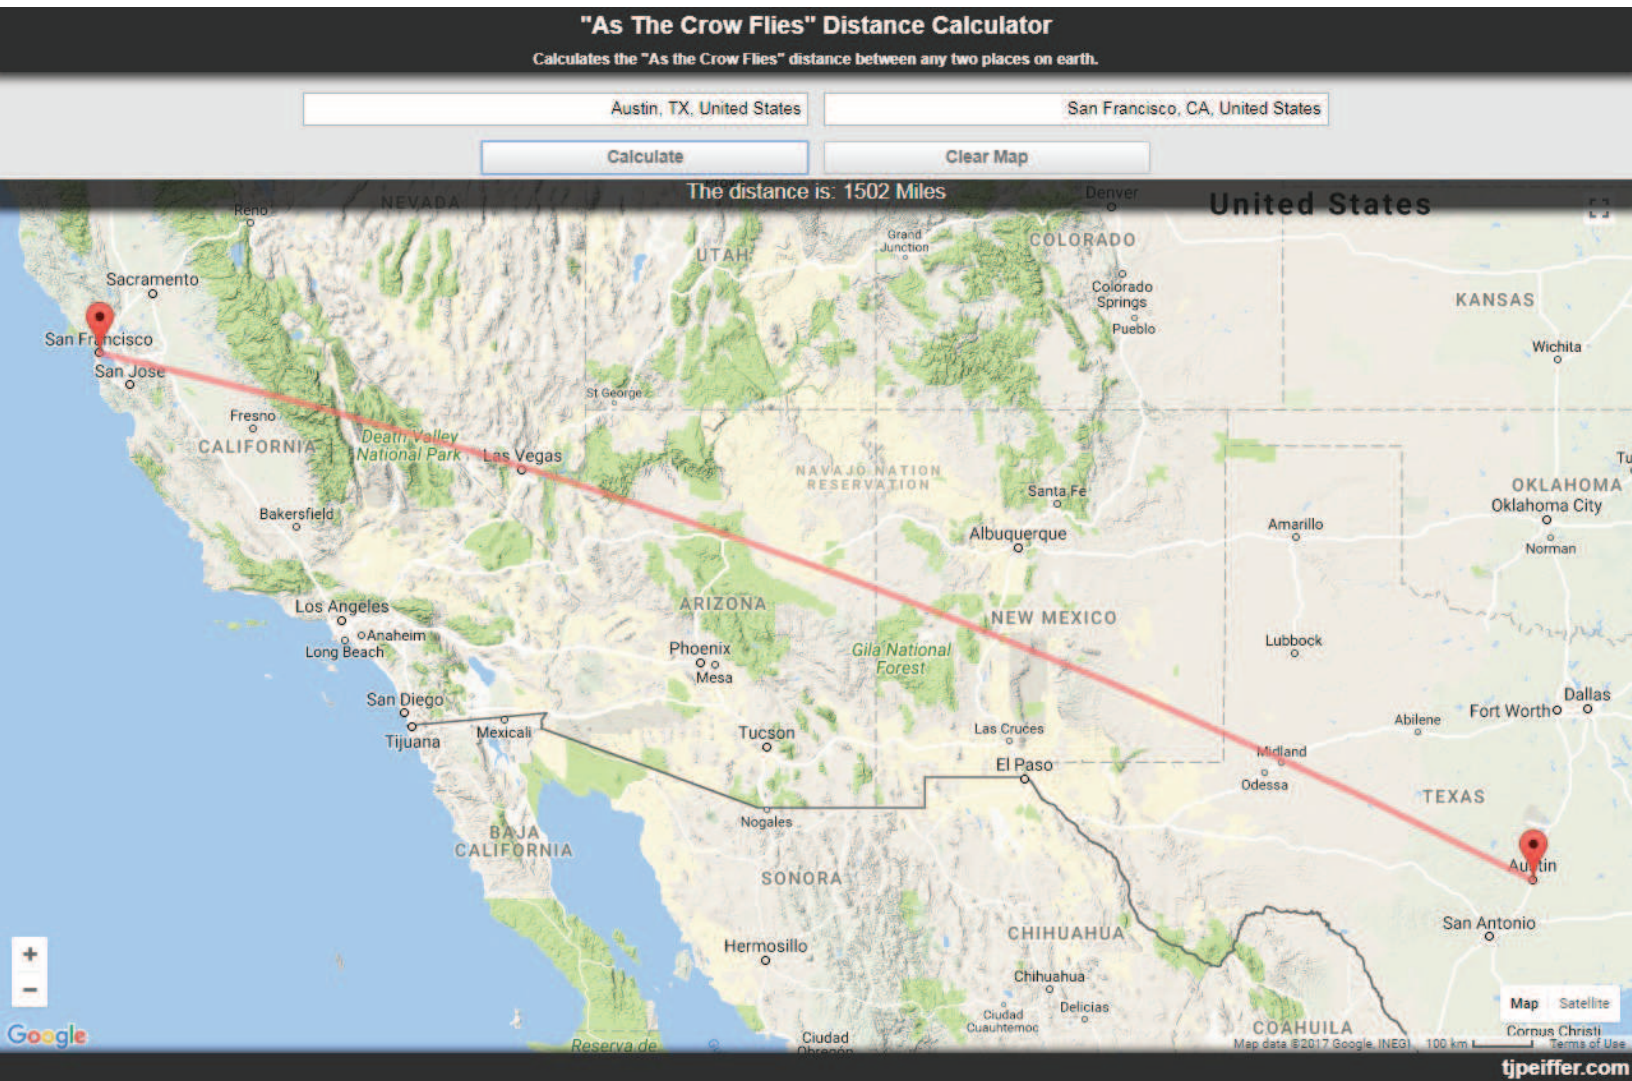 "As The Crow Flies" Distance Calculator
Calculates the "As the Crow Flies" distance between any two places on earth.
Austin, TX, United States
San Francisco, CA, United States
Calculate
Clear Map
The distance is: 1502 Miles
Denver
United States
Reno
NEVADA
Grand
Junction
COLORADO
UTAH
Sacramento
Colorado
Springs
KANSAS
Pueblo
San Francisco
Wichita
San Jose
St George
Fresno
CALIFORNIA
Death Valley
National Park
Las Vegas
NAVAJO NATION
RESERVATION
Tu
OKLAHOMA
Santa Fe
Oklahoma City
Bakersfield
Amarillo
Albuquerque
Norman
Los Angeles
ARIZONA
NEW MEXICO
Anaheim
Long Beach
Phoenix
Mesa
Gila National
Forest
Lubbock
San Diego
Dallas
Fort Worth
Abilene
Tijuana
Mexicali
Tucson
Las Cruces
Midland
El Paso
Odessa
TEXAS
Nogales
BAJA
CALIFORNIA
Austin
SONORA
San Antonio
CHIHUAHUA
Hermosillo
+
−
Chihuahua
Delicias
Ciudad
Cuauhtemoc
Map
Satellite
Google
COAHUILA
Corpus Christi
Ciudad
Obregón
Reserva de
Map data ©2017 Google, INEGI
100 km
Terms of Use
tjpeiffer.com